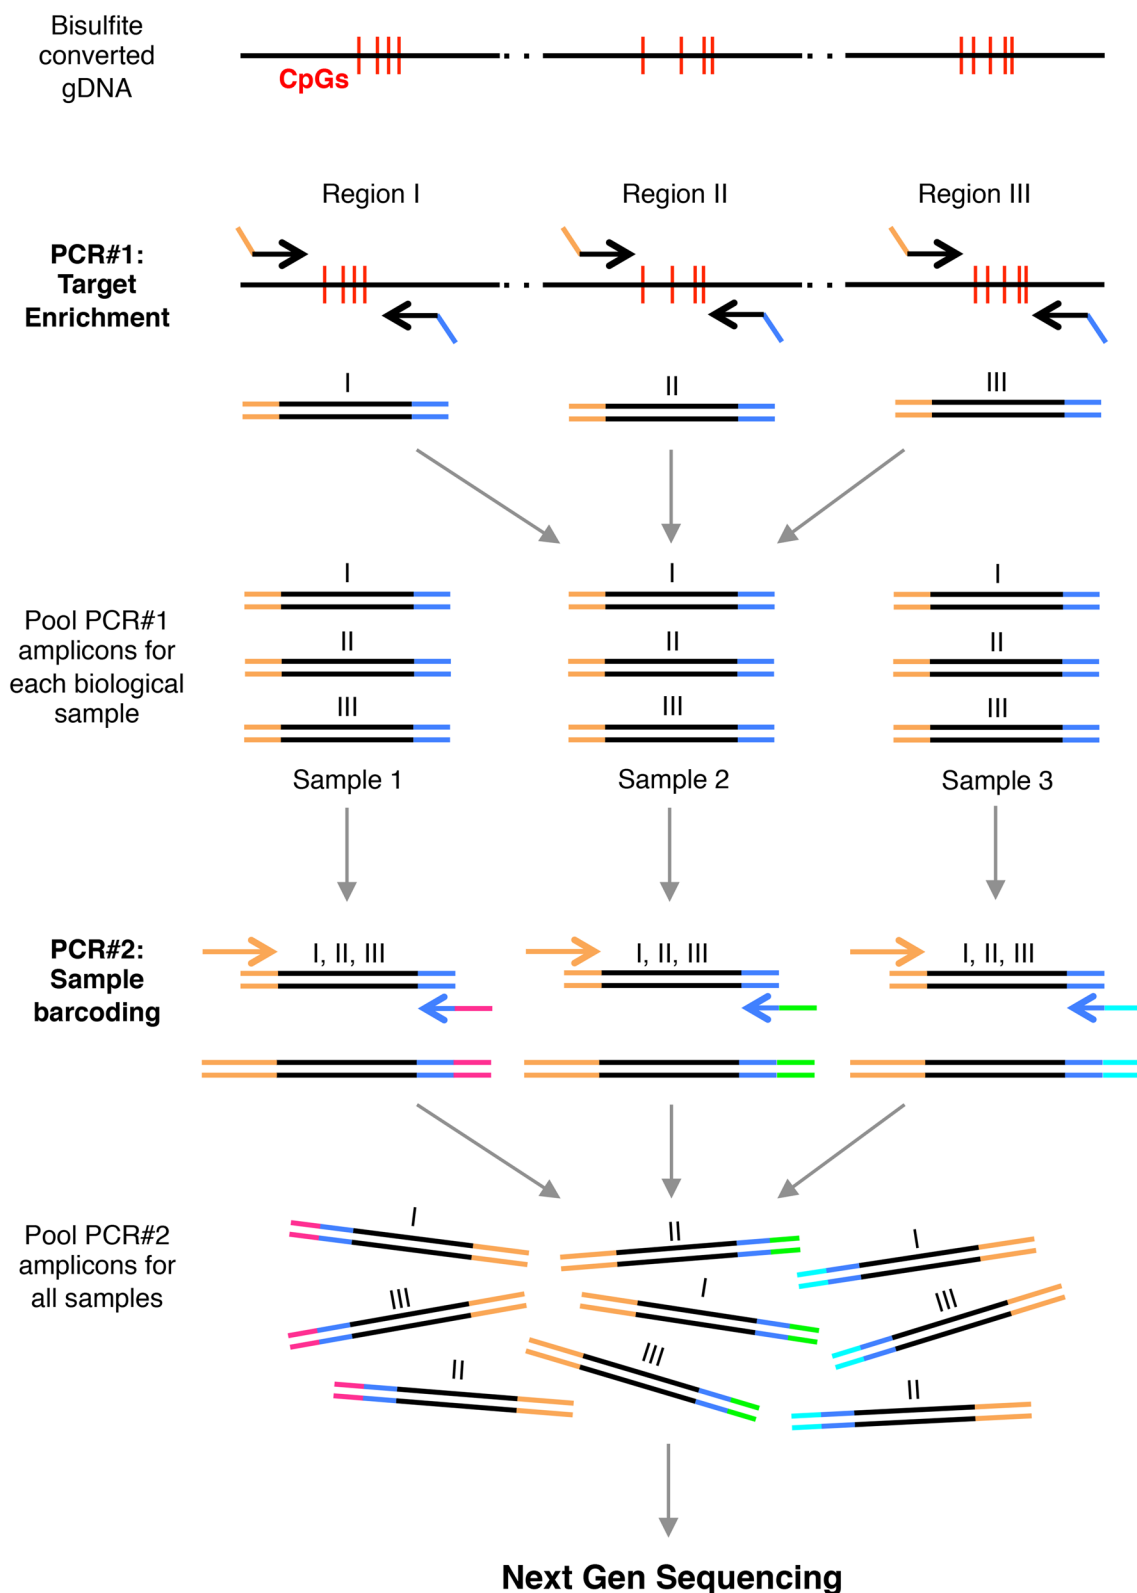 Bisulfite
converted
gDNA
CpGs
Region I
Region II
Region III
PCR#1:
Target
Enrichment
I
II
III
Pool PCR#1
amplicons for
each biological
sample
I
I
I
II
II
II
III
III
III
Sample 1
Sample 2
Sample 3
PCR#2:
Sample
barcoding
I, II, III
I, II, III
I, II, III
Pool PCR#2
amplicons for
all samples
I
II
I
III
I
III
II
III
II
Next Gen Sequencing